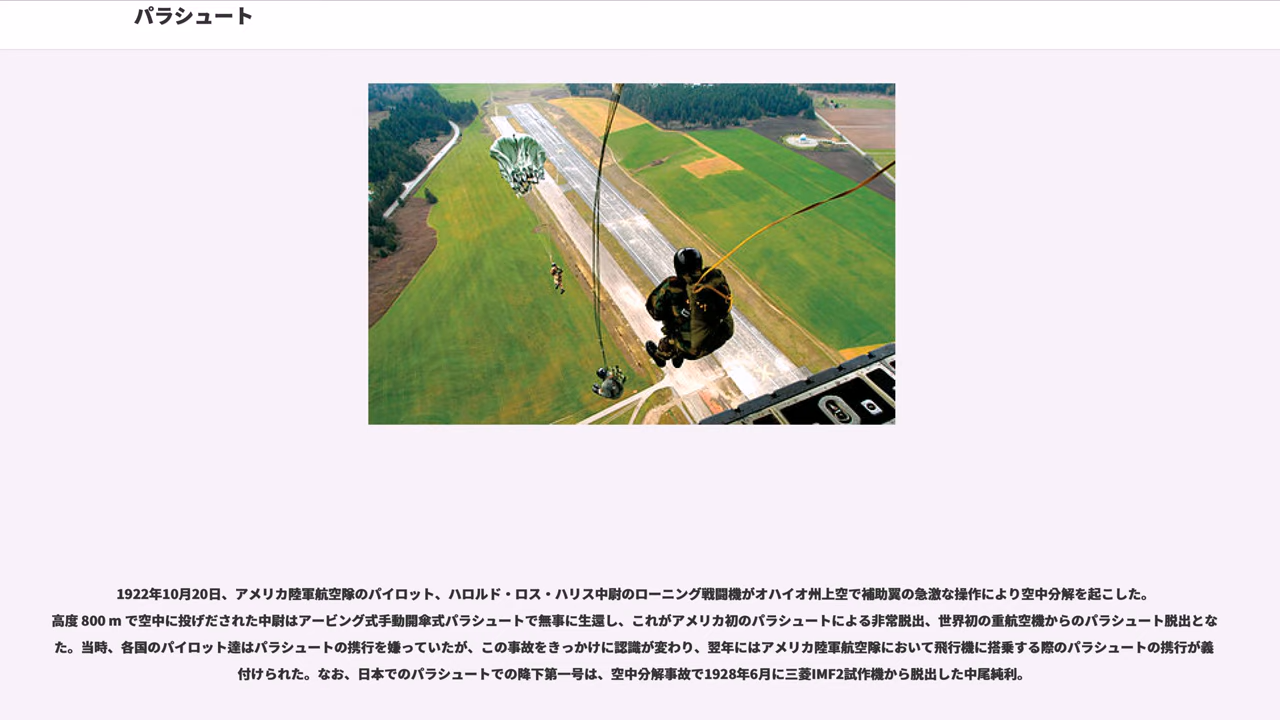 パラシュート
1922年10月20日、アメリカ陸軍航空隊のパイロット、ハロルド・ロス・ハリス中尉のローニング戦闘機がオハイオ州上空で補助翼の急激な操作により空中分解を起こした。
高度 800 m で空中に投げだされた中尉はアービング式手動開傘式パラシュートで無事に生還し、これがアメリカ初のパラシュートによる非常脱出、世界初の重航空機からのパラシュート脱出とな
た。当時、各国のパイロット達はパラシュートの携行を嫌っていたが、この事故をきっかけに認識が変わり、翌年にはアメリカ陸軍航空隊において飛行機に搭乗する際のパラシュートの携行が義
付けられた。なお、日本でのパラシュートでの降下第一号は、空中分解事故で1928年6月に三菱IMF2試作機から脱出した中尾純利。